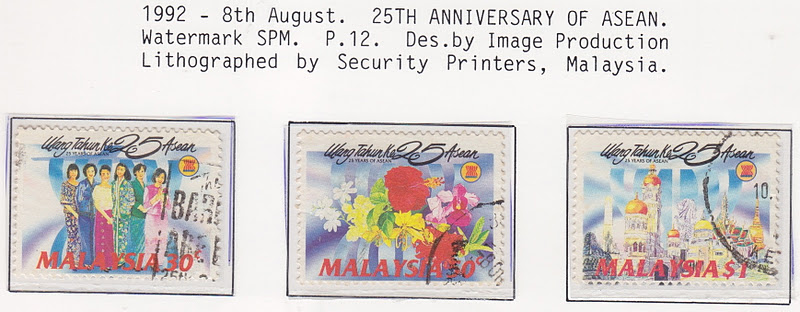 1992 - 8th August. 25TH ANNIVERSARY OF ASEAN.
Watermark SPM. P.12. Des.by Image Production
Lithographed by Security Printers, Malaysia.
Ulang Tahun Ke 25 Asean
25 YEARS OF ASEAN
MALAYSIA 30¢
Ulang Tahun Ke 25 Asean
25 YEARS OF ASEAN
MALAYSIA
Ulang Tahun Ke 25 Asean
25 YEARS OF ASEAN
10.
MALAYSIA $1